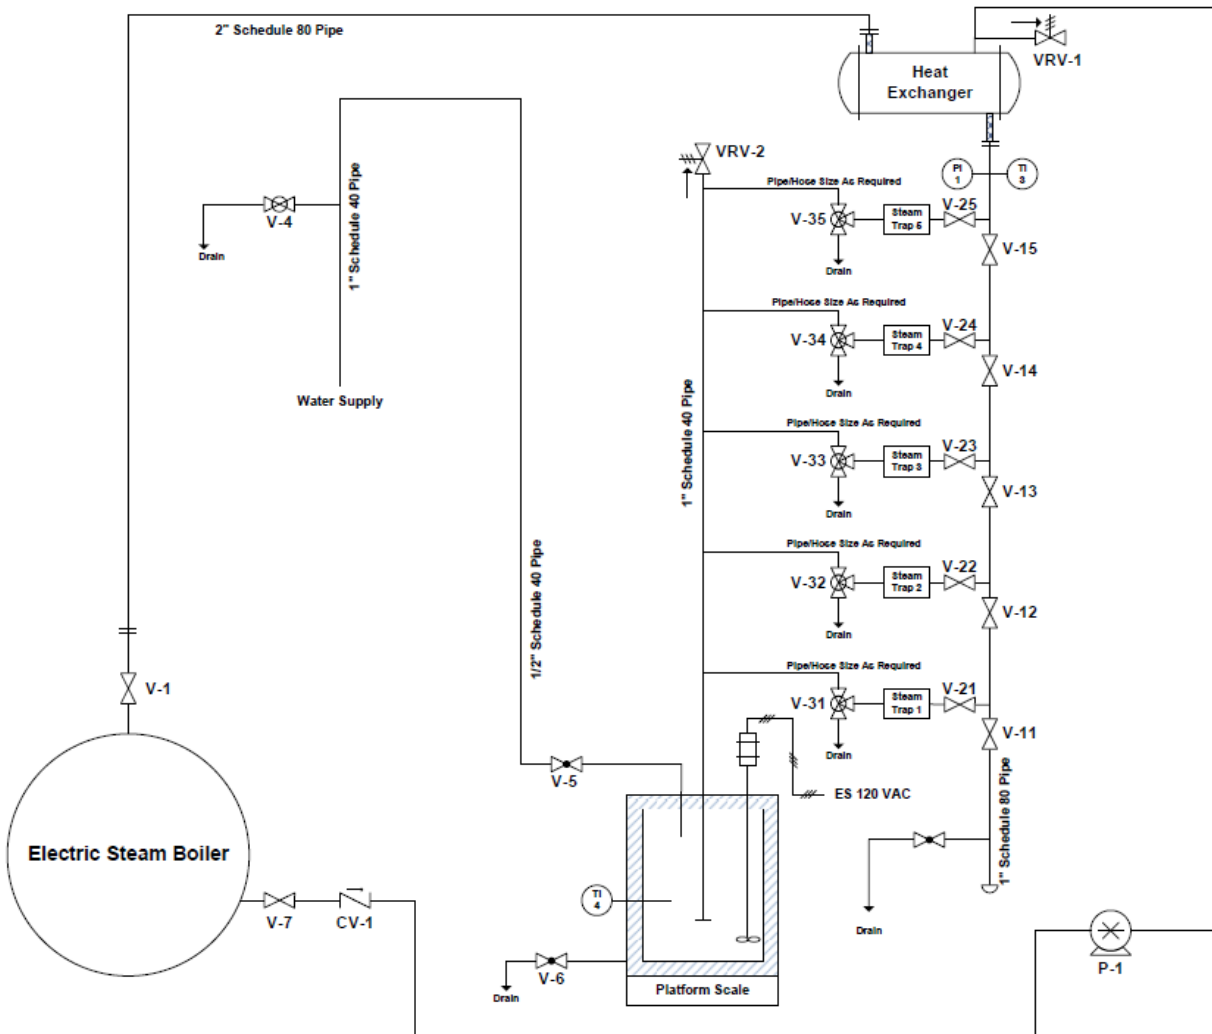 2" Schedule 80 Pipe
VRV-1
Heat
Exchanger
VRV-2
PI
1
TI
3
Pipe/Hose Size As Required
V-25
V-35
Steam
Trap 5
V-4
V-15
Drain
Drain
1" Schedule 40 Pipe
Pipe/Hose Size As Required
V-24
V-34
Steam
Trap 4
V-14
Drain
Water Supply
1" Schedule 40 Pipe
Pipe/Hose Size As Required
V-23
V-33
Steam
Trap 3
V-13
Drain
Pipe/Hose Size As Required
V-22
V-32
Steam
Trap 2
V-12
Drain
1/2" Schedule 40 Pipe
Pipe/Hose Size As Required
V-1
V-21
V-31
Steam
Trap 1
V-11
Drain
V-5
ES 120 VAC
1" Schedule 80 Pipe
Electric Steam Boiler
TI
4
V-7
CV-1
Drain
P-1
V-6
Drain
Platform Scale